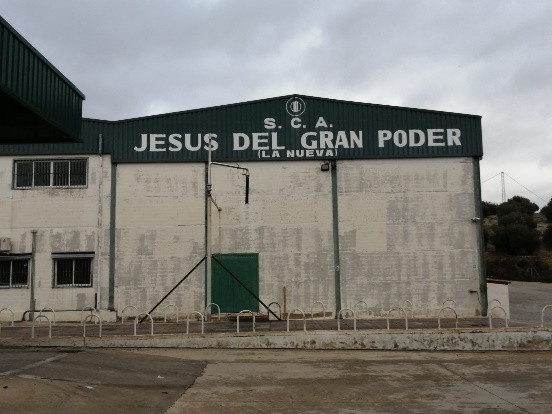 S. C. A.
JESUS DEL GRAN PODER
(LA NUEVA)